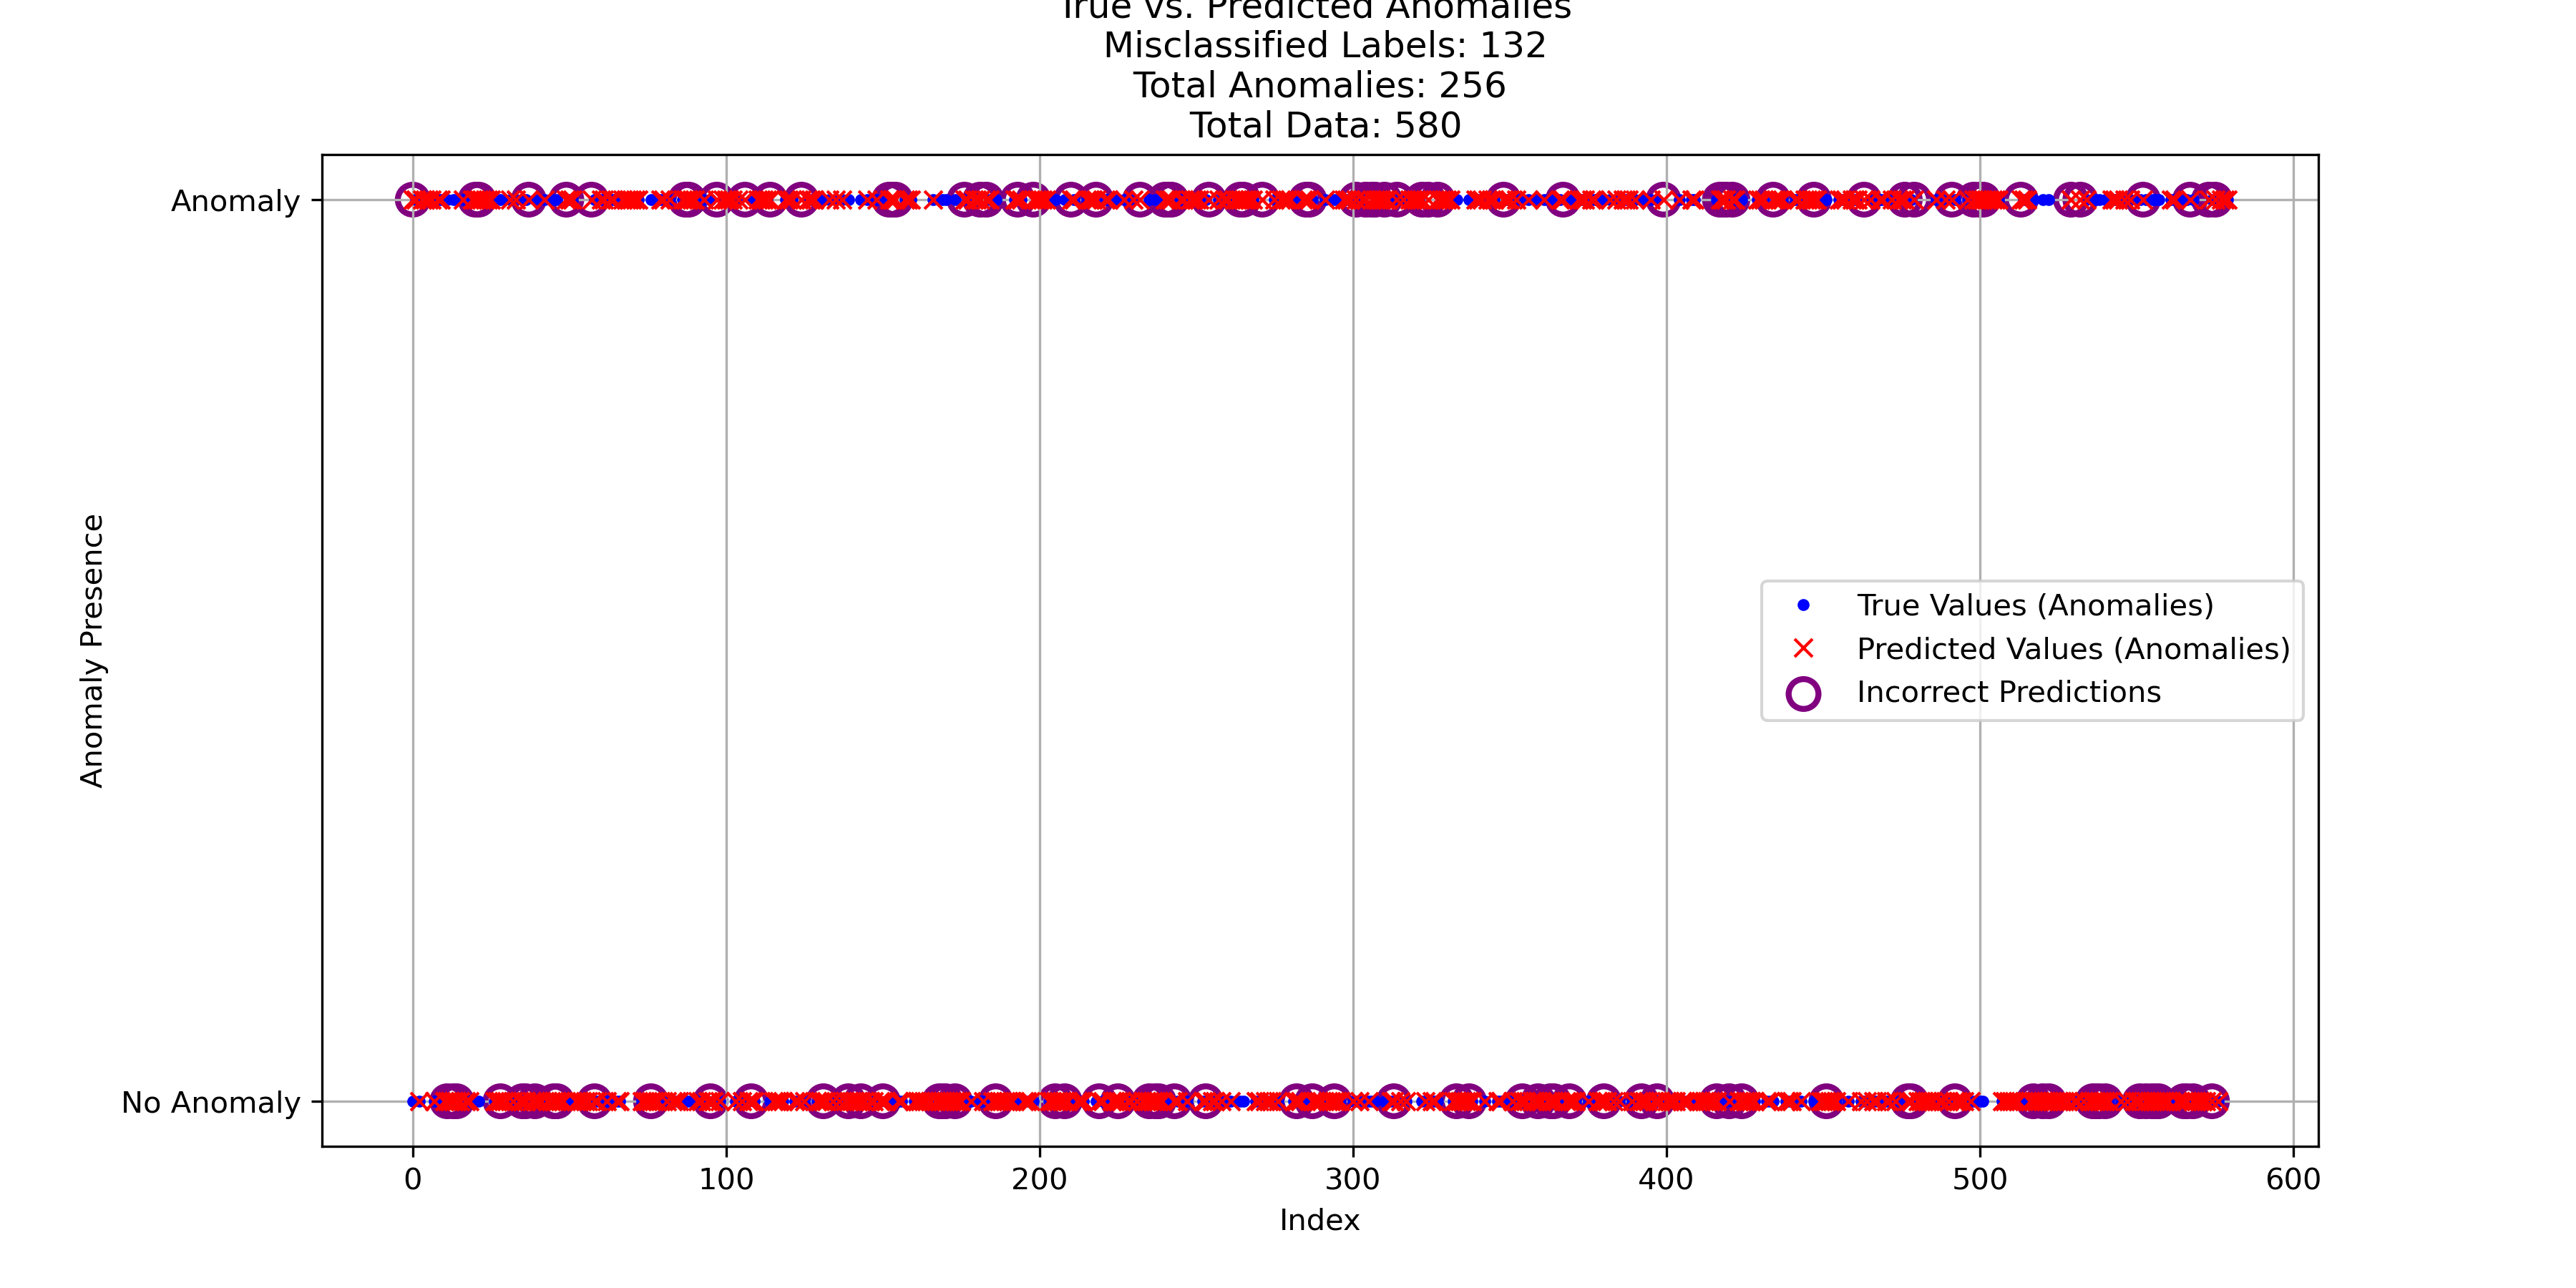 True vs. Predicted Anomalies
Misclassified Labels: 132
Total Anomalies: 256
Total Data: 580
Anomaly
Anomaly Presence
True Values (Anomalies)
Predicted Values (Anomalies)
Incorrect Predictions
No Anomaly
0 100 200 300 400 500 600
Index